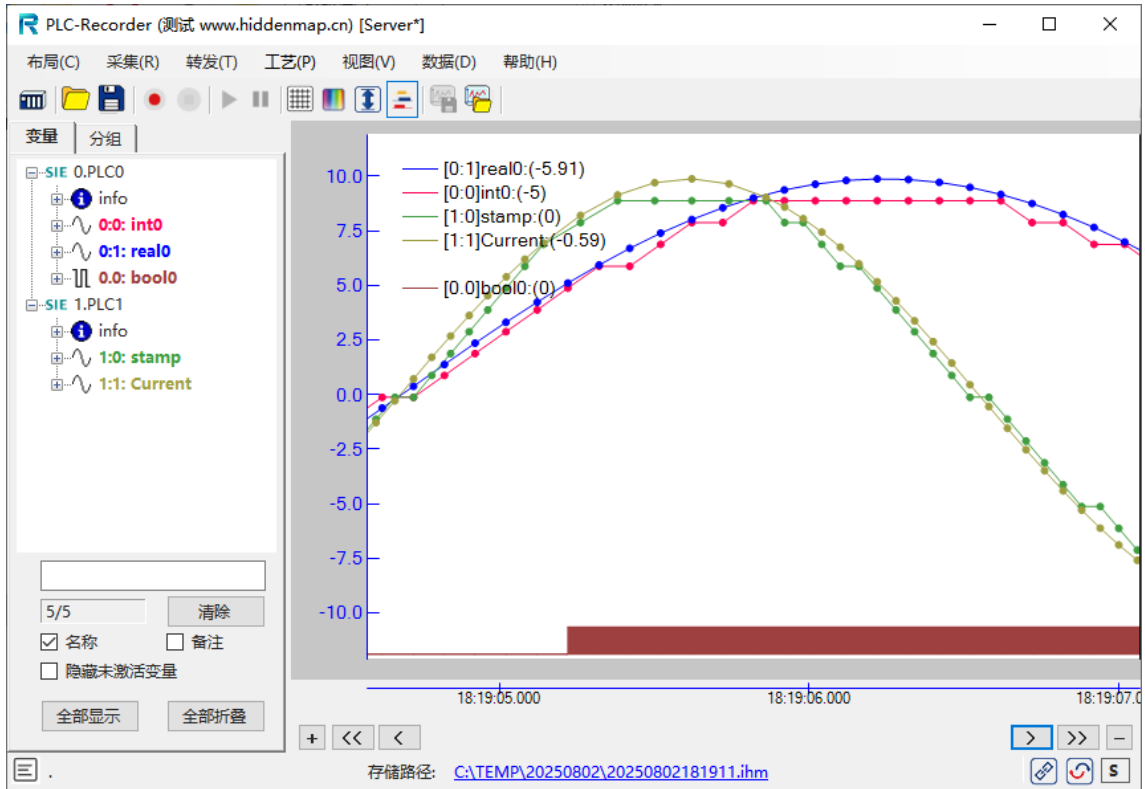 PLC-Recorder (测试 www.hiddenmap.cn) [Server*]
布局(C) 采集(R) 转发(T) 工艺(P) 视图(V) 数据(D) 帮助(H)
变量 分组
SIE 0.PLC0
info
0:0: int0
0:1: real0
0.0: bool0
SIE 1.PLC1
info
1:0: stamp
1:1: Current
5/5 清除
名称 备注
隐藏未激活变量
全部显示 全部折叠
[0:1]real0:(-5.91)
[0:0]int0:(-5)
[1:0]stamp:(0)
[1:1]Current:(-0.59)
[0.0]bool0:(0)
10.0
7.5
5.0
2.5
0.0
-2.5
-5.0
-7.5
-10.0
18:19:05.000 18:19:06.000 18:19:07.0
+ << < > >> −
. 存储路径: C:\TEMP\20250802\20250802181911.ihm S